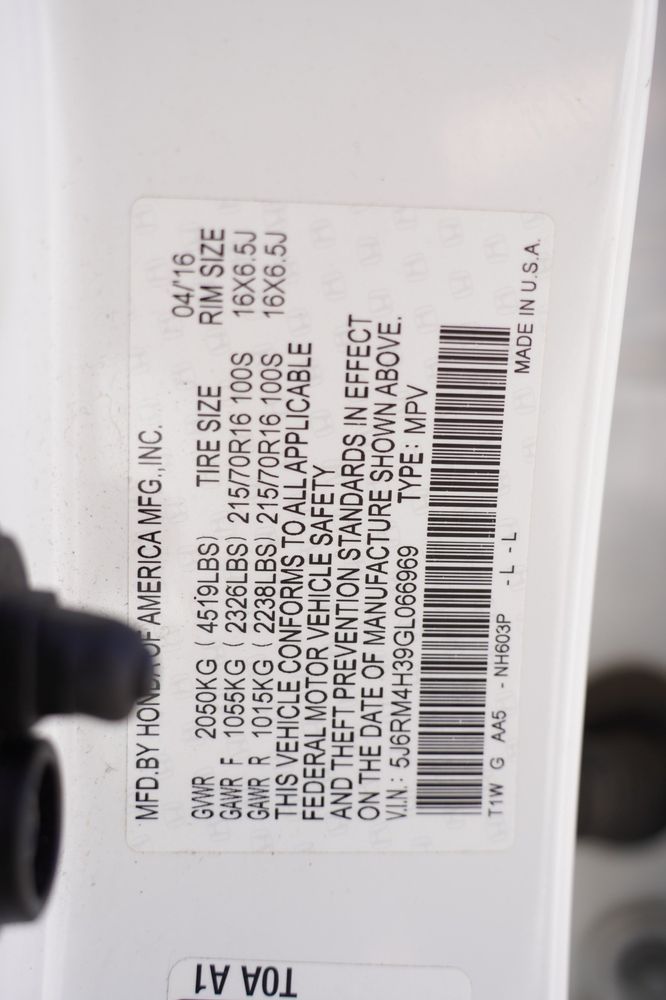 MFD.BY HONDA OF AMERICA MFG., INC.
04/'16
GVWR 2050KG (4519LBS) TIRE SIZE RIM SIZE
GAWR F 1055KG (2326LBS) 215/70R16 100S 16X6.5J
GAWR R 1015KG (2238LBS) 215/70R16 100S 16X6.5J
THIS VEHICLE CONFORMS TO ALL APPLICABLE
FEDERAL MOTOR VEHICLE SAFETY
AND THEFT PREVENTION STANDARDS IN EFFECT
ON THE DATE OF MANUFACTURE SHOWN ABOVE.
V.I.N.: 5J6RM4H39GL066969 TYPE: MPV
T1W G AA5 - NH603P - L - L
MADE IN U.S.A.
T0A A1